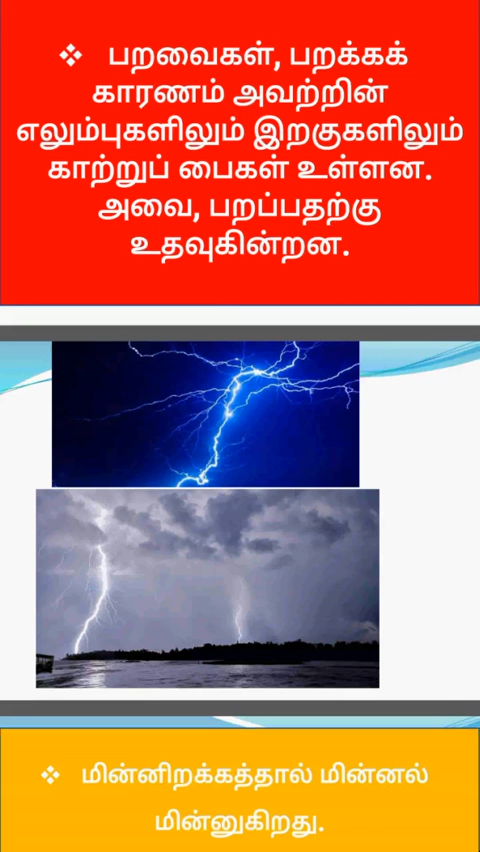 ❖ பறவைகள், பறக்கக்
காரணம் அவற்றின்
எலும்புகளிலும் இறகுகளிலும்
காற்றுப் பைகள் உள்ளன.
அவை, பறப்பதற்கு
உதவுகின்றன.
❖ மின்னிறக்கத்தால் மின்னல்
மின்னுகிறது.